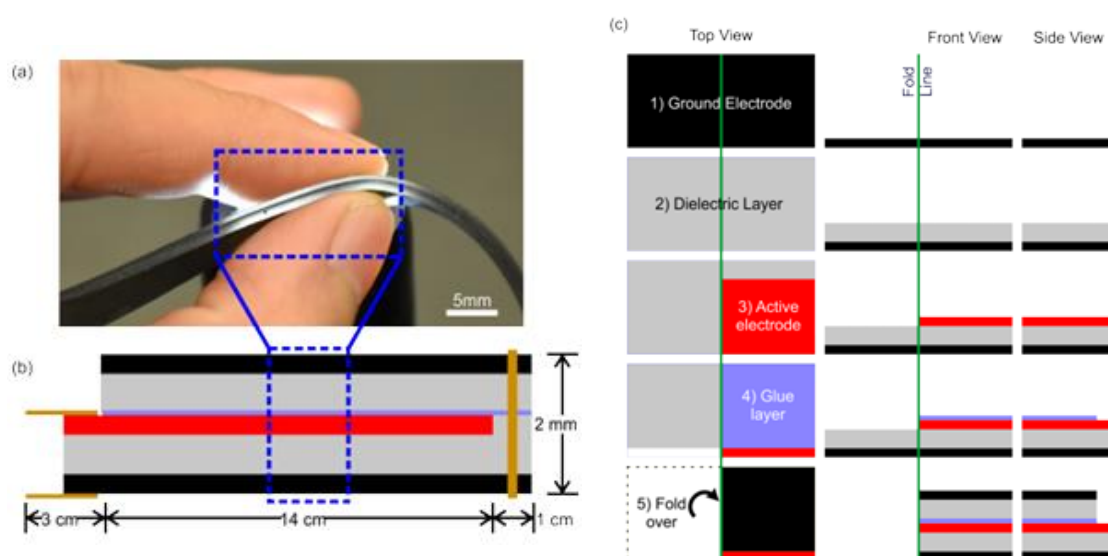 (a)
5mm
(b)
2 mm
3 cm
14 cm
1 cm
(c)
Top View
Front View
Side View
Fold
Line
1) Ground Electrode
2) Dielectric Layer
3) Active
electrode
4) Glue
layer
5) Fold
over